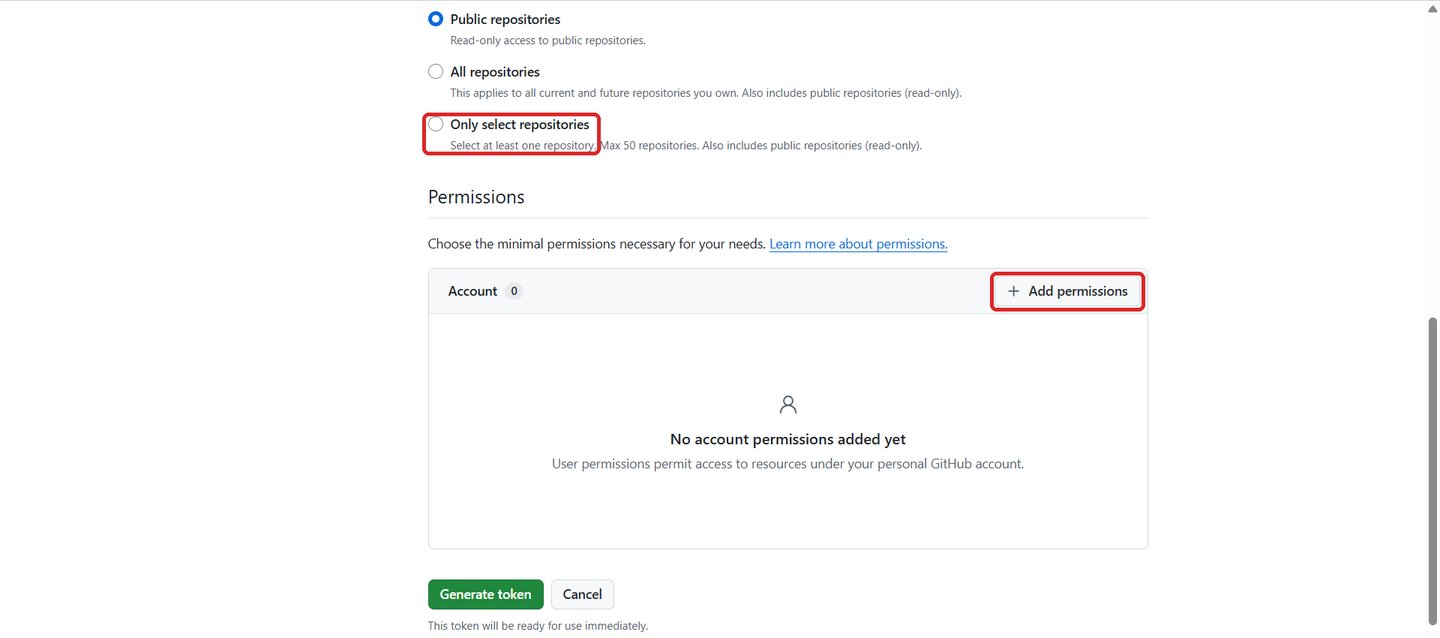 Public repositories
Read-only access to public repositories.
All repositories
This applies to all current and future repositories you own. Also includes public repositories (read-only).
Only select repositories
Select at least one repository. Max 50 repositories. Also includes public repositories (read-only).
Permissions
Choose the minimal permissions necessary for your needs. Learn more about permissions.
Account 0 + Add permissions
No account permissions added yet
User permissions permit access to resources under your personal GitHub account.
Generate token Cancel
This token will be ready for use immediately.